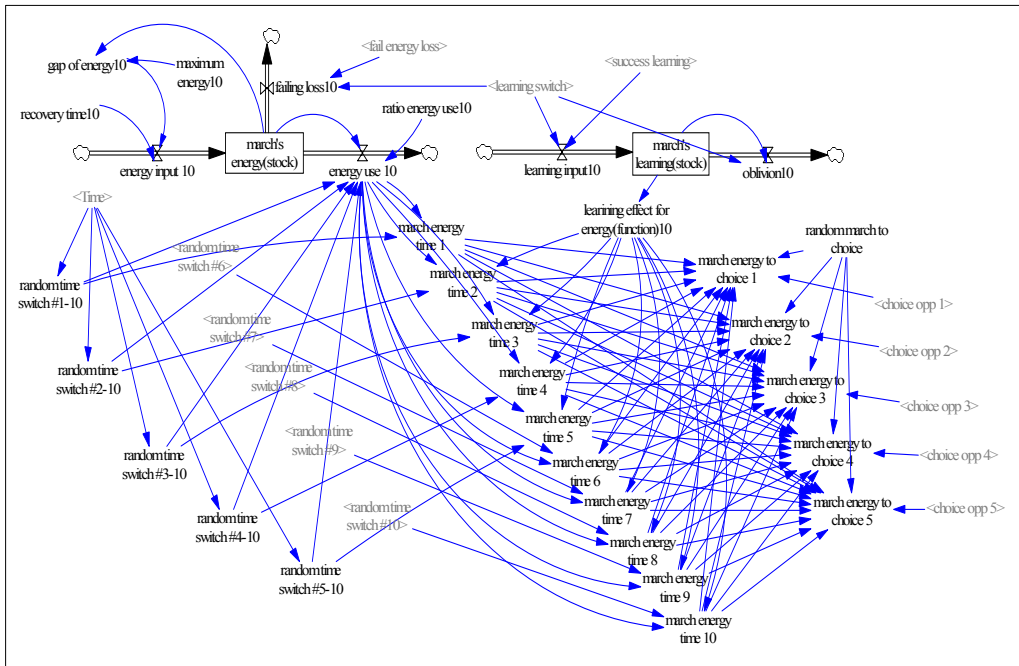 <fail energy loss>
gap of energy10
maximum
energy10
failing loss10
<learning switch>
<success learning>
recovery time10
ratio energy use10
march's
energy(stock)
march's
learning(stock)
energy input 10
energy use 10
learning input10
oblivion10
<Time>
learining effect for
energy(function)10
random march to
choice
<random time
switch #6>
march energy
time 1
march energy to
choice 1
random time
switch #1-10
march energy
time 2
<choice opp 1>
<random time
switch #7>
march energy
time 3
march energy to
choice 2
<choice opp 2>
random time
switch #2-10
<random time
switch #8>
march energy
time 4
march energy to
choice 3
<choice opp 3>
march energy
time 5
<random time
switch #9>
march energy to
choice 4
<choice opp 4>
random time
switch #3-10
march energy
time 6
<random time
switch #10>
march energy
time 7
march energy to
choice 5
<choice opp 5>
random time
switch #4-10
march energy
time 8
random time
switch #5-10
march energy
time 9
march energy
time 10